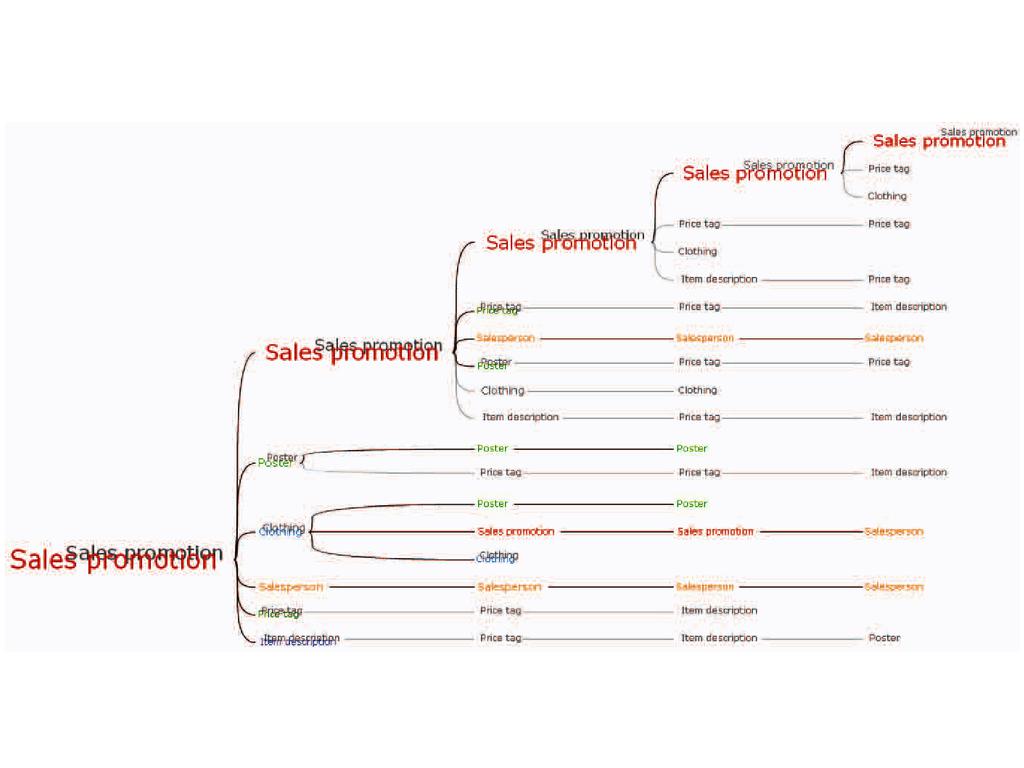 Sales promotion
Sales promotion
Sales promotion
Sales promotion
Price tag
Clothing
Sales promotion
Sales promotion
Price tag
Price tag
Clothing
Item description
Price tag
Price tag
Price tag
Price tag
Item description
Salesperson
Salesperson
Salesperson
Sales promotion
Sales promotion
Poster
Poster
Price tag
Price tag
Clothing
Clothing
Item description
Price tag
Item description
Poster
Poster
Poster
Poster
Price tag
Price tag
Item description
Poster
Poster
Clothing
Clothing
Sales promotion
Sales promotion
Salesperson
Sales promotion
Sales promotion
Clothing
Clothing
Salesperson
Salesperson
Salesperson
Salesperson
Price tag
Price tag
Price tag
Item description
Item description
Item description
Price tag
Item description
Poster